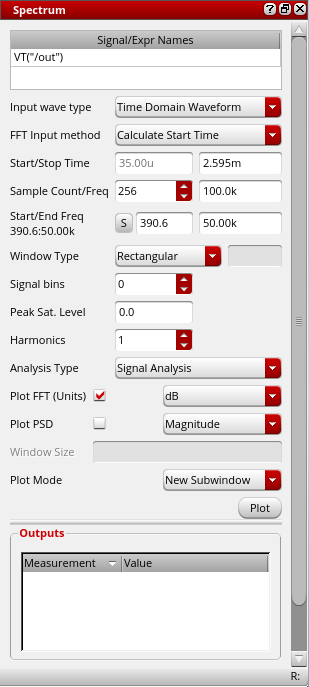 Spectrum
Signal/Expr Names
VT("/out")
Input wave type Time Domain Waveform
FFT Input method Calculate Start Time
Start/Stop Time 35.00u 2.595m
Sample Count/Freq 256 100.0k
Start/End Freq
390.6:50.00k S 390.6 50.00k
Window Type Rectangular
Signal bins 0
Peak Sat. Level 0.0
Harmonics 1
Analysis Type Signal Analysis
Plot FFT (Units) dB
Plot PSD Magnitude
Window Size
Plot Mode New Subwindow
Plot
Outputs
Measurement Value
R: